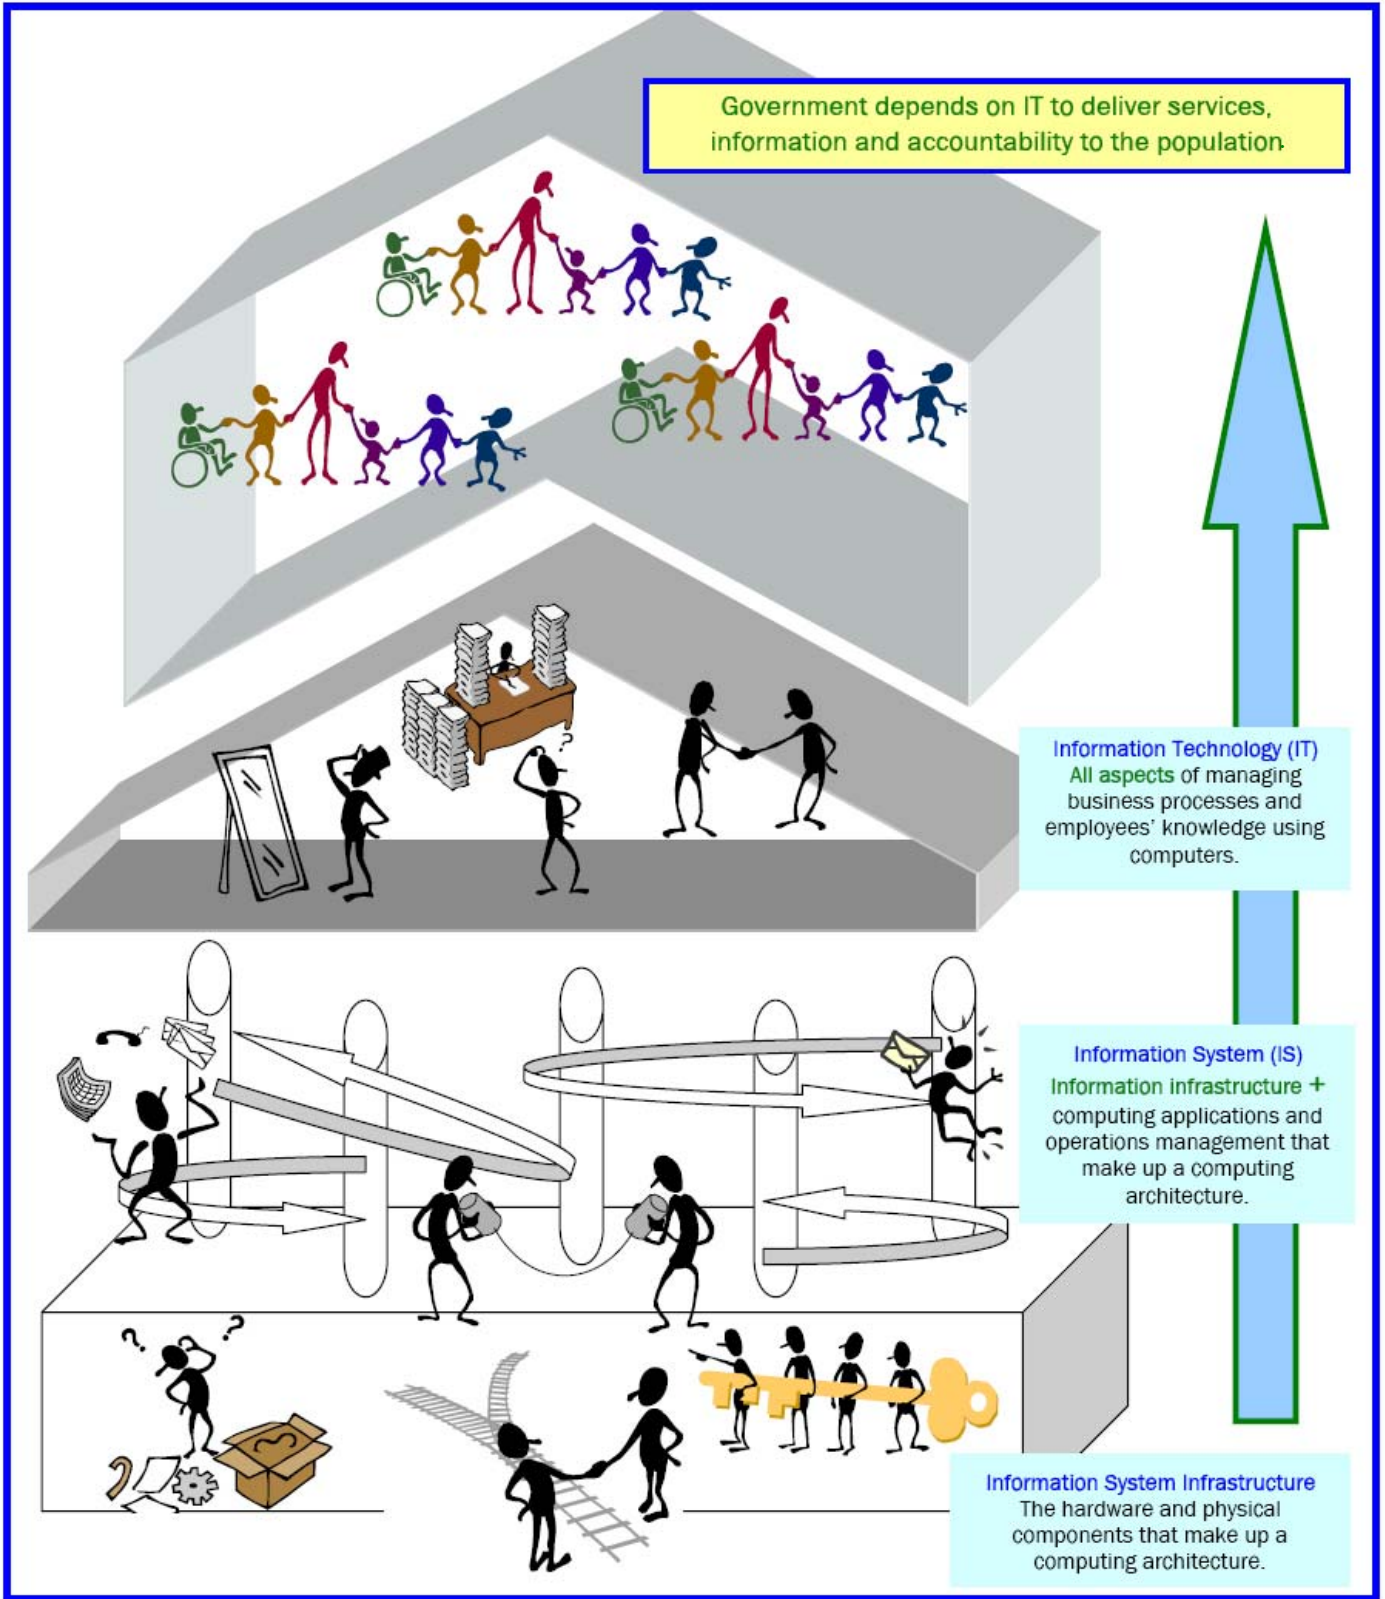 Government depends on IT to deliver services,
information and accountability to the population.
?
Information Technology (IT)
All aspects of managing
business processes and
employees' knowledge using
computers.
Information System (IS)
Information infrastructure +
computing applications and
operations management that
make up a computing
architecture.
? ?
Information System Infrastructure
The hardware and physical
components that make up a
computing architecture.